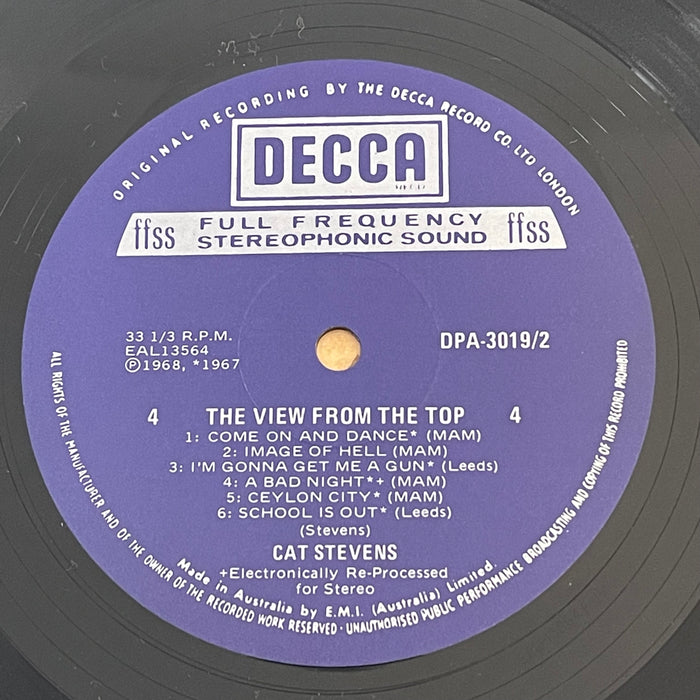 ORIGINAL RECORDING BY THE DECCA RECORD CO. LTD LONDON
DECCA
ffss FULL FREQUENCY ffss
STEREOPHONIC SOUND
33 1/3 R.P.M.
EAL13564
Ⓟ1968, *1967
DPA-3019/2
4 THE VIEW FROM THE TOP 4
1: COME ON AND DANCE* (MAM)
2: IMAGE OF HELL (MAM)
3: I'M GONNA GET ME A GUN* (Leeds)
4: A BAD NIGHT*+ (MAM)
5: CEYLON CITY* (MAM)
6: SCHOOL IS OUT* (Leeds)
(Stevens)
CAT STEVENS
+Electronically Re-Processed
for Stereo
Made in Australia by E.M.I. (Australia) Limited.
ALL RIGHTS OF THE MANUFACTURER AND OF THE OWNER OF THE RECORDED WORK RESERVED · UNAUTHORISED PUBLIC PERFORMANCE BROADCASTING AND COPYING OF THIS RECORD PROHIBITED